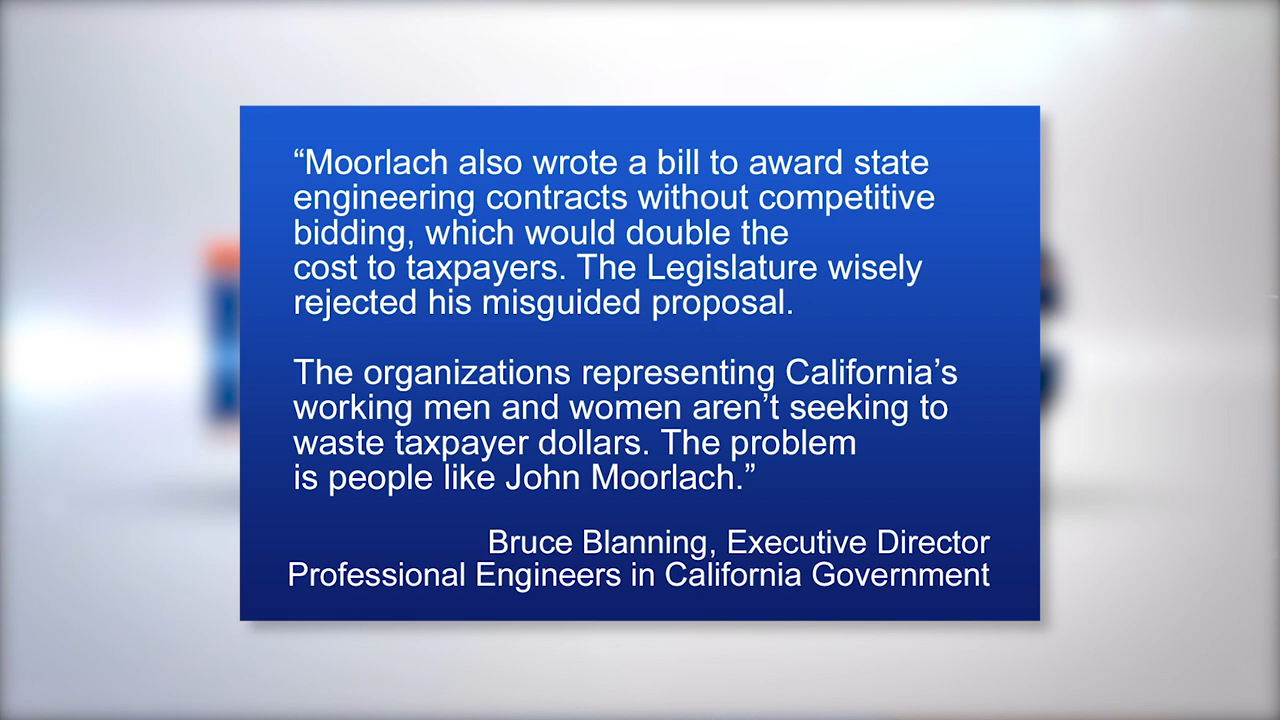 “Moorlach also wrote a bill to award state
engineering contracts without competitive
bidding, which would double the
cost to taxpayers. The Legislature wisely
rejected his misguided proposal.
The organizations representing California’s
working men and women aren’t seeking to
waste taxpayer dollars. The problem
is people like John Moorlach.”
Bruce Blanning, Executive Director
Professional Engineers in California Government